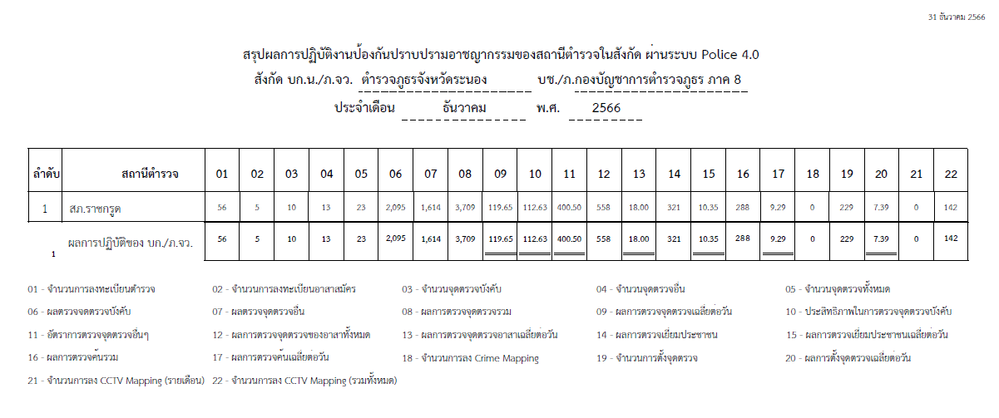 31 ธันวาคม 2566
สรุปผลการปฏิบัติงานป้องกันปราบปรามอาชญากรรมของสถานีตำรวจในสังกัด ผ่านระบบ Police 4.0
สังกัด บก.น./ภ.จว. ตำรวจภูธรจังหวัดระนอง บช./ภ.กองบัญชาการตำรวจภูธร ภาค 8
ประจำเดือน ธันวาคม พ.ศ. 2566
ลำดับ สถานีตำรวจ 01 02 03 04 05 06 07 08 09 10 11 12 13 14 15 16 17 18 19 20 21 22
1 สภ.ราชกรูด 56 5 10 13 23 2,095 1,614 3,709 119.65 112.63 400.50 558 18.00 321 10.35 288 9.29 0 229 7.39 0 142
1 ผลการปฏิบัติของ บก./ภ.จว. 56 5 10 13 23 2,095 1,614 3,709 119.65 112.63 400.50 558 18.00 321 10.35 288 9.29 0 229 7.39 0 142
01 - จำนวนการลงทะเบียนตำรวจ 02 - จำนวนการลงทะเบียนอาสาสมัคร 03 - จำนวนจุดตรวจบังคับ 04 - จำนวนจุดตรวจอื่น 05 - จำนวนจุดตรวจทั้งหมด
06 - ผลตรวจจดตรวจบังคับ 07 - ผลตรวจจุดตรวจอื่น 08 - ผลการตรวจจุดตรวจรวม 09 - ผลการตรวจจุดตรวจเฉลี่ยต่อวัน 10 - ประสิทธิภาพในการตรวจจุดตรวจบังคับ
11 - อัตราการตรวจจุดตรวจอื่นๆ 12 - ผลการตรวจจุดตรวจของอาสาทั้งหมด 13 - ผลการตรวจจุดตรวจอาสาเฉลี่ยต่อวัน 14 - ผลการตรวจเยี่ยมประชาชน 15 - ผลการตรวจเยี่ยมประชาชนเฉลี่ยต่อวัน
16 - ผลการตรวจค้นรวม 17 - ผลการตรวจค้นเฉลี่ยต่อวัน 18 - จำนวนการลง Crime Mapping 19 - จำนวนการตั้งจุดตรวจ 20 - ผลการตั้งจุดตรวจเฉลี่ยต่อวัน
21 - จำนวนการลง CCTV Mapping (รายเดือน) 22 - จำนวนการลง CCTV Mapping (รวมทั้งหมด)